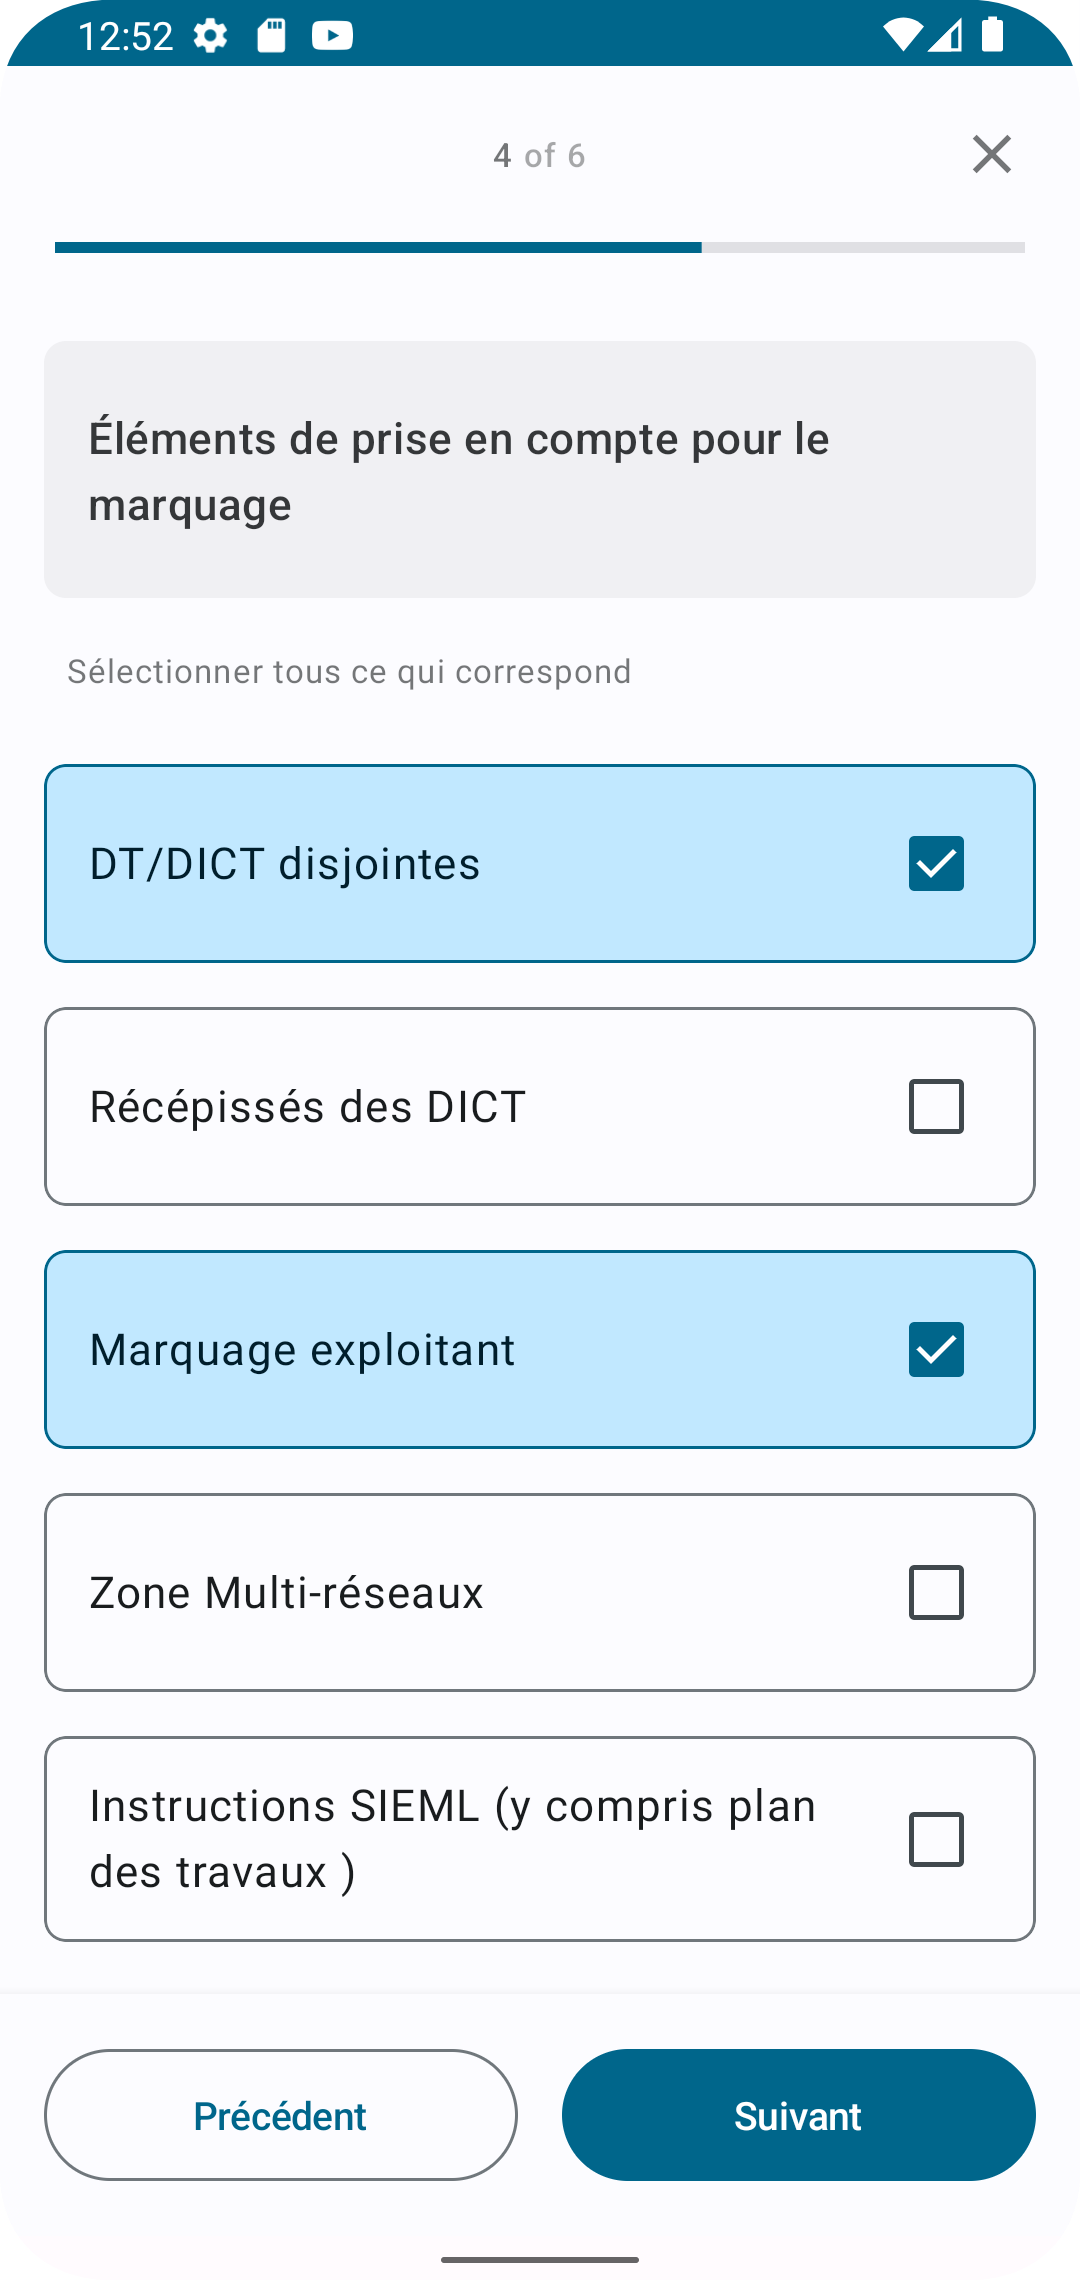 12:52
4 of 6
Éléments de prise en compte pour le
marquage
Sélectionner tous ce qui correspond
DT/DICT disjointes
Récépissés des DICT
Marquage exploitant
Zone Multi-réseaux
Instructions SIEML (y compris plan
des travaux )
Précédent
Suivant